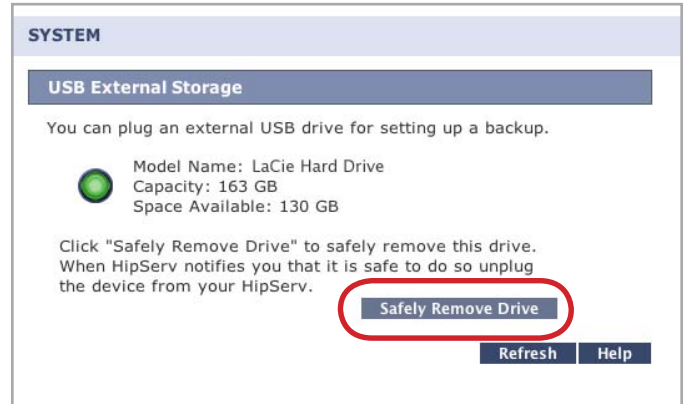 SYSTEM
USB External Storage
You can plug an external USB drive for setting up a backup.
Model Name: LaCie Hard Drive
Capacity: 163 GB
Space Available: 130 GB
Click "Safely Remove Drive" to safely remove this drive.
When HipServ notifies you that it is safe to do so unplug
the device from your HipServ.
Safely Remove Drive
Refresh Help